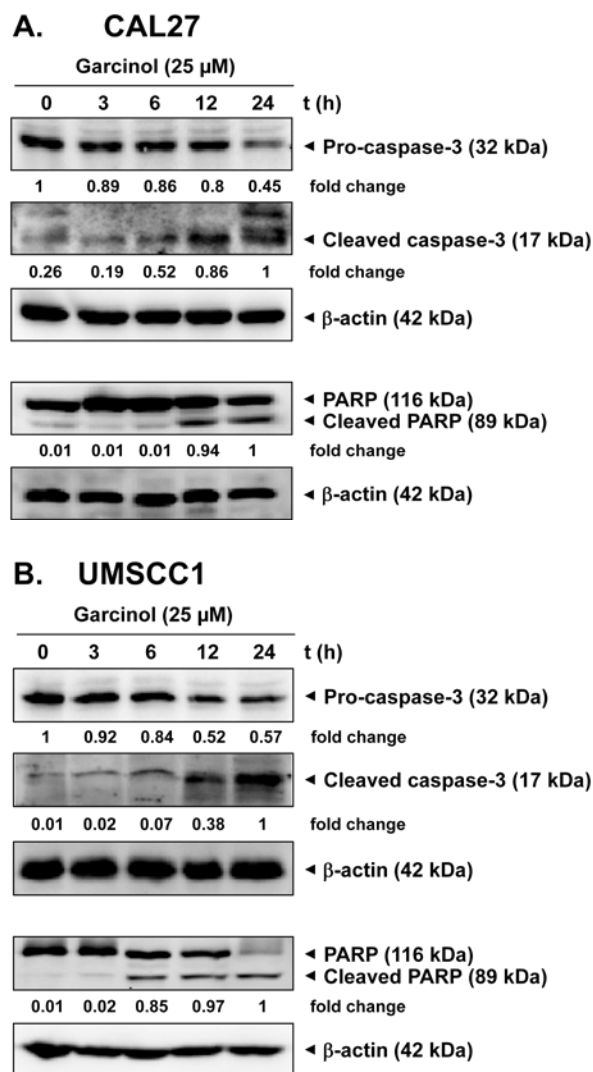 A. CAL27
Garcinol (25 µM)
0 3 6 12 24 t (h)
◄ Pro-caspase-3 (32 kDa)
1 0.89 0.86 0.8 0.45 fold change
◄ Cleaved caspase-3 (17 kDa)
0.26 0.19 0.52 0.86 1 fold change
◄ β-actin (42 kDa)
◄ PARP (116 kDa)
◄ Cleaved PARP (89 kDa)
0.01 0.01 0.01 0.94 1 fold change
◄ β-actin (42 kDa)
B. UMSCC1
Garcinol (25 µM)
0 3 6 12 24 t (h)
◄ Pro-caspase-3 (32 kDa)
1 0.92 0.84 0.52 0.57 fold change
◄ Cleaved caspase-3 (17 kDa)
0.01 0.02 0.07 0.38 1 fold change
◄ β-actin (42 kDa)
◄ PARP (116 kDa)
◄ Cleaved PARP (89 kDa)
0.01 0.02 0.85 0.97 1 fold change
◄ β-actin (42 kDa)